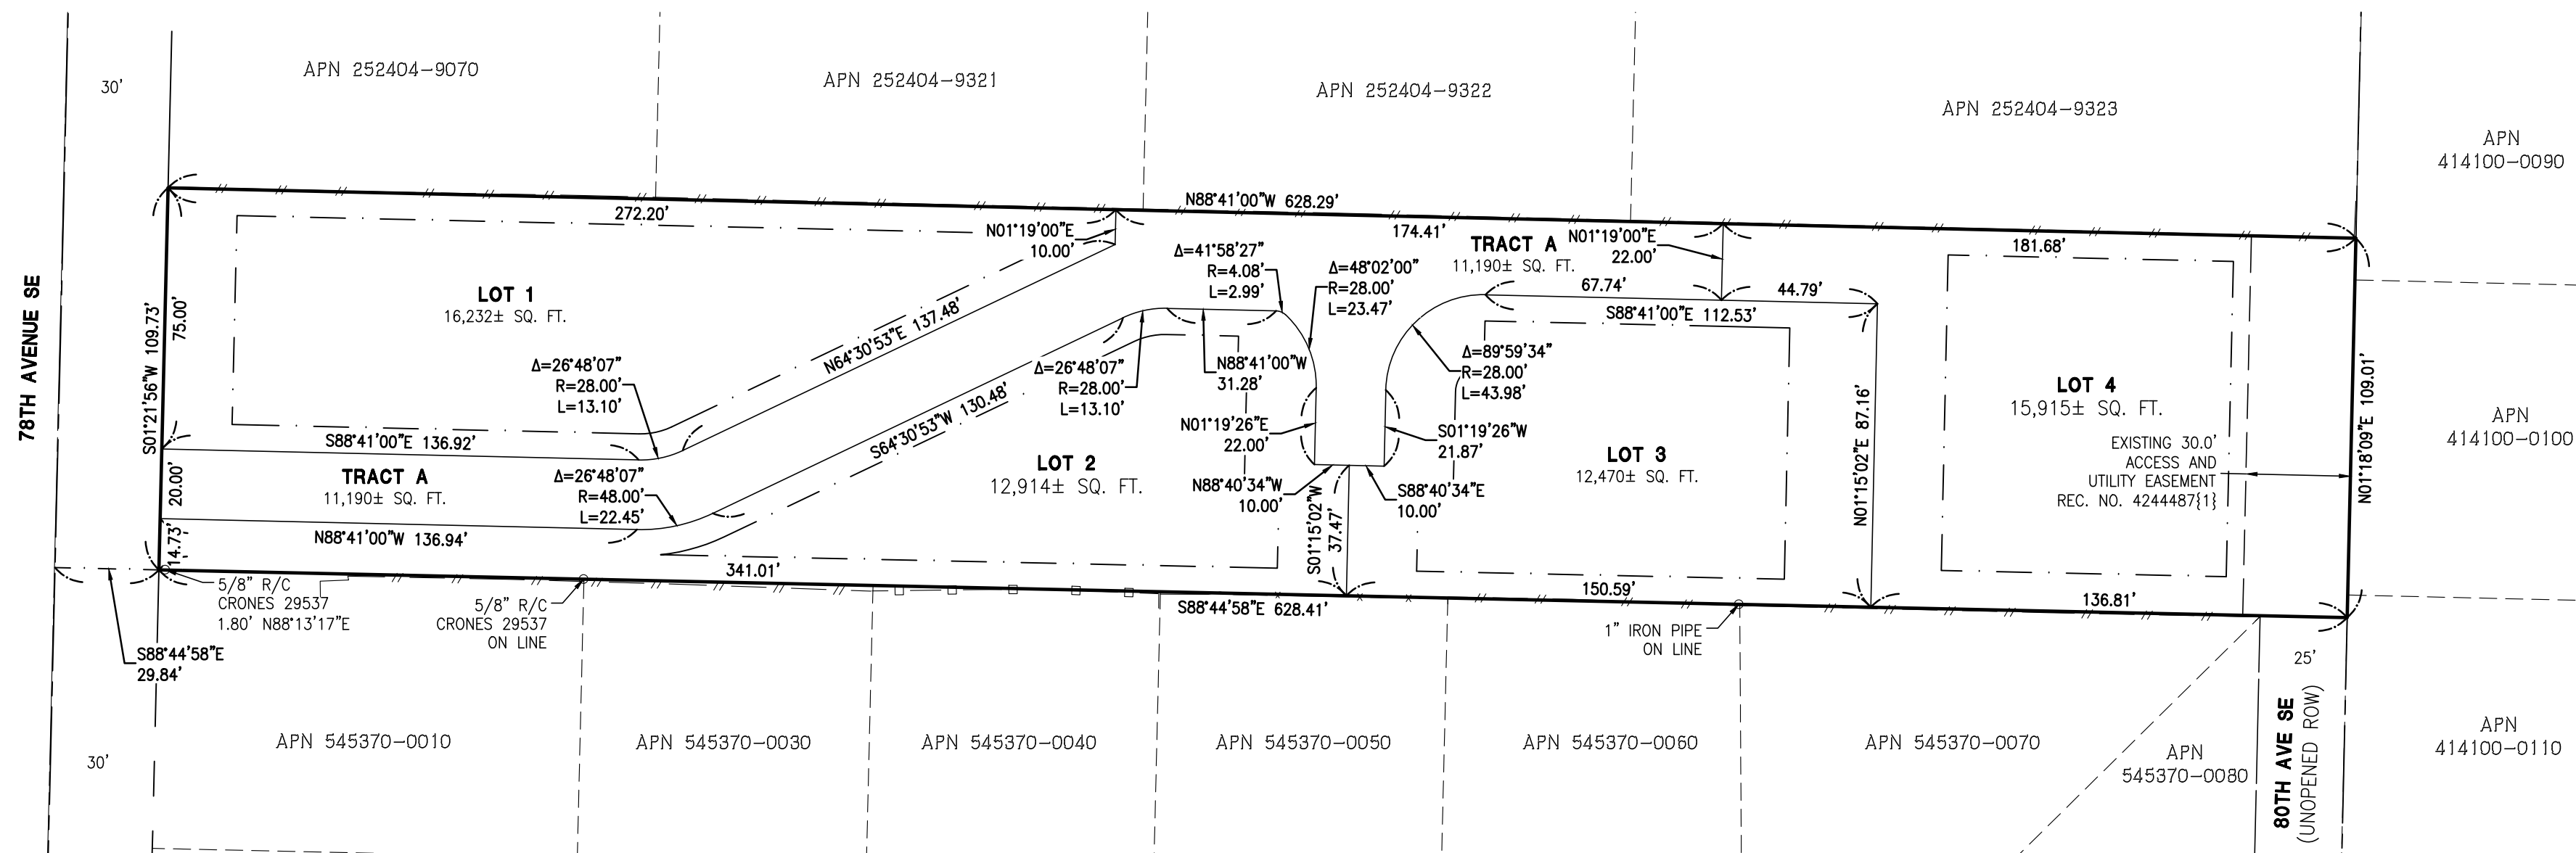 30'
APN 252404-9070
APN 252404-9321
APN 252404-9322
APN 252404-9323
APN
414100-0090
N88°41'00"W 628.29'
272.20'
174.41'
181.68'
N01°19'00"E
10.00'
TRACT A
11,190± SQ. FT.
N01°19'00"E
22.00'
Δ=41°58'27"
R=4.08'
L=2.99'
Δ=48°02'00"
R=28.00'
L=23.47'
67.74'
44.79'
S88°41'00"E 112.53'
78TH AVENUE SE
S01°21'56"W 109.73'
75.00'
LOT 1
16,232± SQ. FT.
N64°30'53"E 137.48'
Δ=26°48'07"
R=28.00'
L=13.10'
S64°30'53"W 130.48'
Δ=26°48'07"
R=28.00'
L=13.10'
N88°41'00"W
31.28'
Δ=89°59'34"
R=28.00'
L=43.98'
N01°19'26"E
22.00'
S01°19'26"W
21.87'
N01°15'02"E 87.16'
LOT 4
15,915± SQ. FT.
EXISTING 30.0'
ACCESS AND
UTILITY EASEMENT
REC. NO. 4244487{1}
N01°18'09"E 109.01'
APN
414100-0100
S88°41'00"E 136.92'
20.00'
TRACT A
11,190± SQ. FT.
Δ=26°48'07"
R=48.00'
L=22.45'
N88°41'00"W 136.94'
14.73'
LOT 2
12,914± SQ. FT.
N88°40'34"W
10.00'
S88°40'34"E
10.00'
S01°15'02"W
37.47'
LOT 3
12,470± SQ. FT.
341.01'
150.59'
136.81'
S88°44'58"E 628.41'
5/8" R/C
CRONES 29537
1.80' N88°13'17"E
5/8" R/C
CRONES 29537
ON LINE
1" IRON PIPE
ON LINE
S88°44'58"E
29.84'
25'
30'
APN 545370-0010
APN 545370-0030
APN 545370-0040
APN 545370-0050
APN 545370-0060
APN 545370-0070
APN
545370-0080
80TH AVE SE
(UNOPENED ROW)
APN
414100-0110